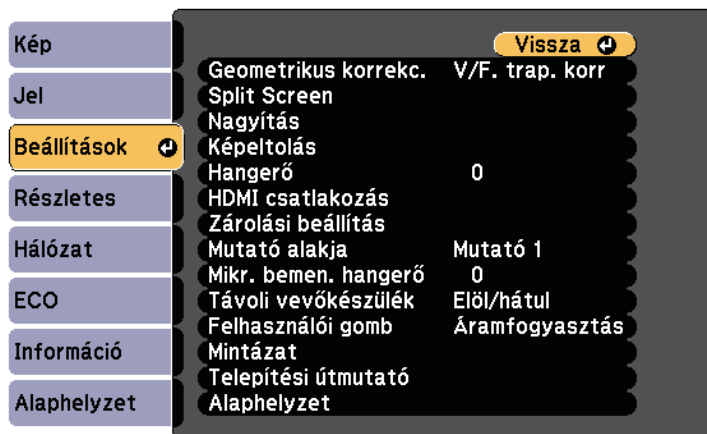 Kép
Jel
Beállítások
Részletes
Hálózat
ECO
Információ
Alaphelyzet
Vissza
Geometrikus korrekc. V/F. trap. korr
Split Screen
Nagyítás
Képeltolás
Hangerő 0
HDMI csatlakozás
Zárolási beállítás
Mutató alakja Mutató 1
Mikr. bemen. hangerő 0
Távoli vevőkészülék Elöl/hátul
Felhasználói gomb Áramfogyasztás
Mintázat
Telepítési útmutató
Alaphelyzet